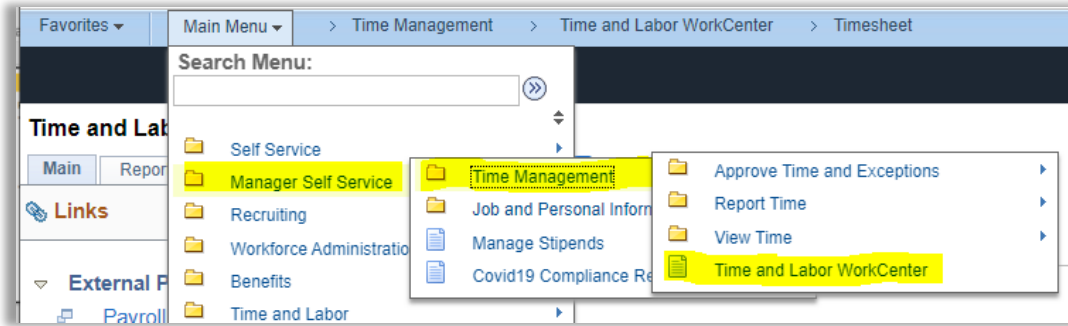 Favorites Main Menu > Time Management > Time and Labor WorkCenter > Timesheet
Search Menu:
Time and Lab
Main Repor
Links
External P
Payroll
Self Service
Manager Self Service
Recruiting
Workforce Administratio
Benefits
Time and Labor
Time Management
Job and Personal Inform
Manage Stipends
Covid19 Compliance Re
Approve Time and Exceptions
Report Time
View Time
Time and Labor WorkCenter